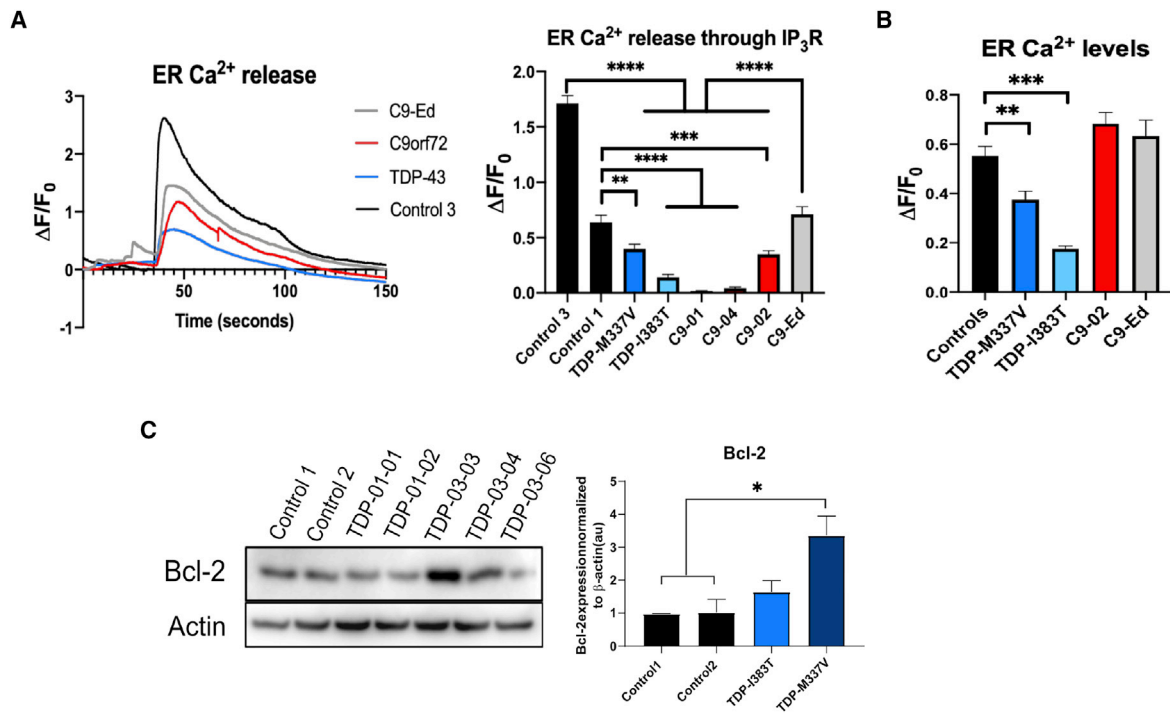 A
ER Ca2+ release
3
2
1
0
-1
50
100
150
ΔF/F0
Time (seconds)
C9-Ed
C9orf72
TDP-43
Control 3
ER Ca2+ release through IP3R
2.0
1.5
1.0
0.5
0.0
ΔF/F0
****
****
***
****
**
Control 3
Control 1
TDP-M337V
TDP-I383T
C9-01
C9-04
C9-02
C9-Ed
B
ER Ca2+ levels
0.8
0.6
0.4
0.2
0.0
ΔF/F0
***
**
Controls
TDP-M337V
TDP-I383T
C9-02
C9-Ed
C
Control 1
Control 2
TDP-01-01
TDP-01-02
TDP-03-03
TDP-03-04
TDP-03-06
Bcl-2
Actin
Bcl-2
Bcl-2expressionnormalized
to β-actin(au)
5
4
3
2
1
0
*
Control1
Control2
TDP-I383T
TDP-M337V